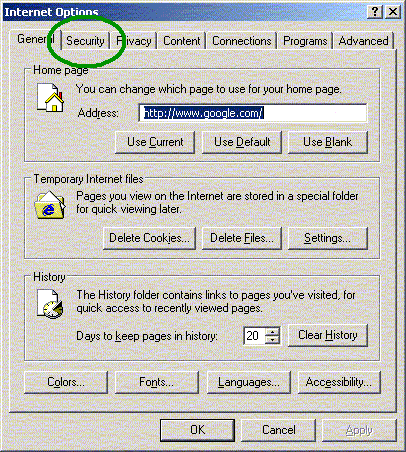 Internet Options
General Security Privacy Content Connections Programs Advanced
Home page
You can change which page to use for your home page.
Address: http://www.google.com/
Use Current Use Default Use Blank
Temporary Internet files
Pages you view on the Internet are stored in a special folder
for quick viewing later.
Delete Cookies... Delete Files... Settings...
History
The History folder contains links to pages you've visited, for
quick access to recently viewed pages.
Days to keep pages in history: 20 Clear History
Colors... Fonts... Languages... Accessibility...
OK Cancel Apply